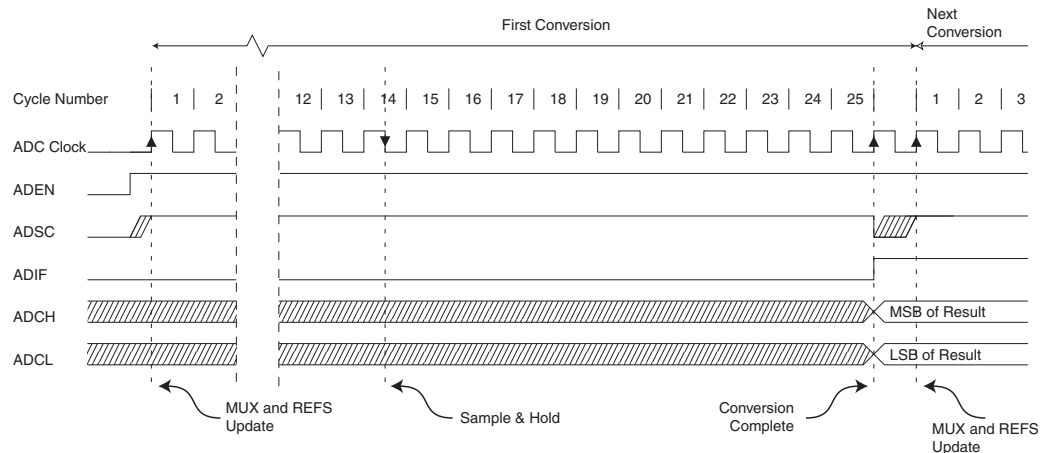 First Conversion
Next
Conversion
Cycle Number 1 2 12 13 14 15 16 17 18 19 20 21 22 23 24 25 1 2 3
ADC Clock
ADEN
ADSC
ADIF
ADCH
MSB of Result
ADCL
LSB of Result
MUX and REFS
Update
Sample & Hold
Conversion
Complete
MUX and REFS
Update